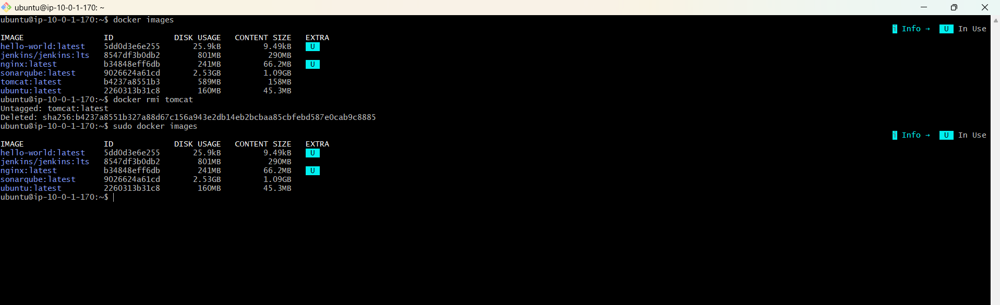 ubuntu@ip-10-0-1-170: ~
ubuntu@ip-10-0-1-170:~$ docker images
i Info → U In Use
IMAGE ID DISK USAGE CONTENT SIZE EXTRA
hello-world:latest 5dd0d3e6e255 25.9kB 9.49kB U
jenkins/jenkins:lts 8547df3b0db2 801MB 290MB
nginx:latest b34848eff6db 241MB 66.2MB U
sonarqube:latest 9026624a61cd 2.53GB 1.09GB
tomcat:latest b4237a8551b3 589MB 158MB
ubuntu:latest 2260313b31c8 160MB 45.3MB
ubuntu@ip-10-0-1-170:~$ docker rmi tomcat
Untagged: tomcat:latest
Deleted: sha256:b4237a8551b327a88d67c156a943e2db14eb2bcbaa85cbfebd587e0cab9c8885
ubuntu@ip-10-0-1-170:~$ sudo docker images
i Info → U In Use
IMAGE ID DISK USAGE CONTENT SIZE EXTRA
hello-world:latest 5dd0d3e6e255 25.9kB 9.49kB U
jenkins/jenkins:lts 8547df3b0db2 801MB 290MB
nginx:latest b34848eff6db 241MB 66.2MB U
sonarqube:latest 9026624a61cd 2.53GB 1.09GB
ubuntu:latest 2260313b31c8 160MB 45.3MB
ubuntu@ip-10-0-1-170:~$